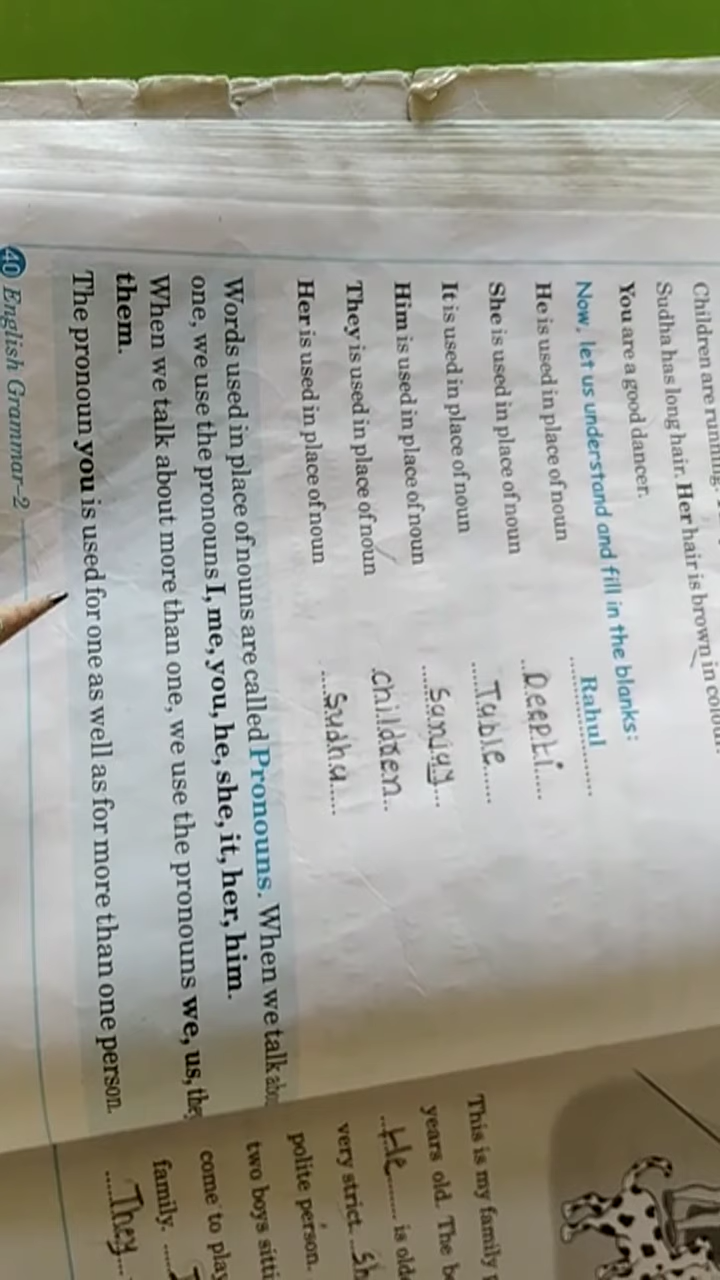 Children are running.
Sudha has long hair. Her hair is brown in colour.
You are a good dancer.
Now, let us understand and fill in the blanks:
He is used in place of noun Rahul
She is used in place of noun Deepti
It is used in place of noun Table
Him is used in place of noun Sanjay
They is used in place of noun children
Her is used in place of noun Sudha
Words used in place of nouns are called Pronouns. When we talk
one, we use the pronouns I, me, you, he, she, it, her, him.
When we talk about more than one, we use the pronouns we, us,
them.
The pronoun you is used for one as well as for more than one person.
40 English Grammar-2
This is my family
years old. The
He is
very strict.
polite person.
two boys
come to play
family.
They